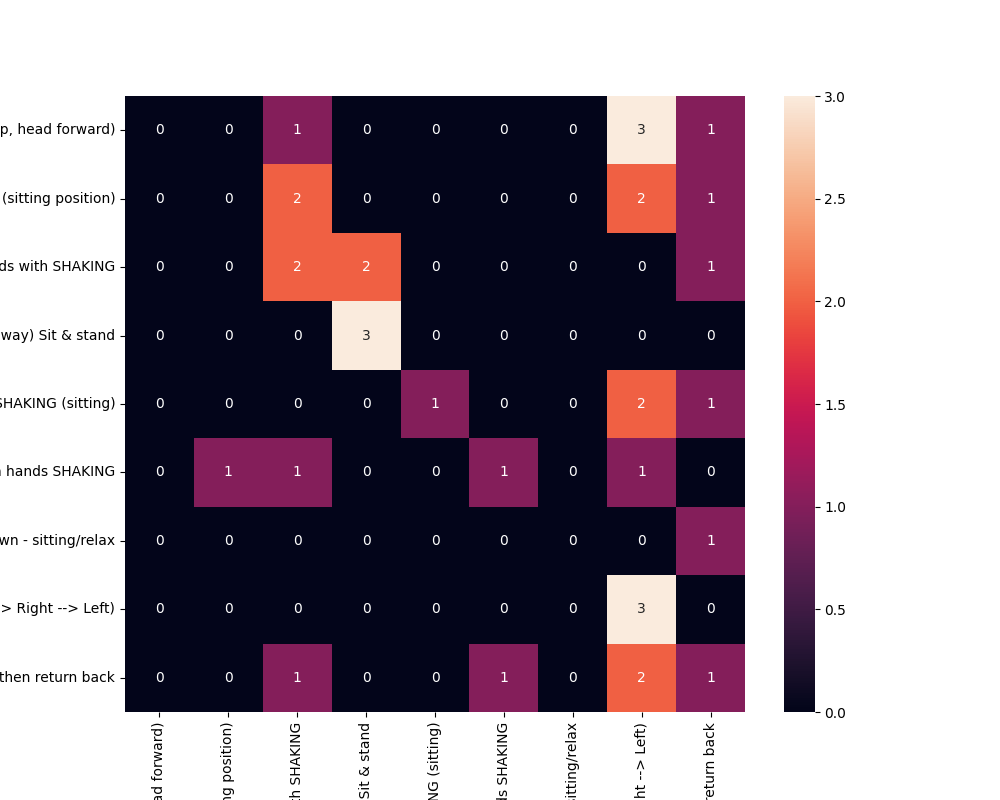 p, head forward) 0 0 1 0 0 0 0 3 1
(sitting position) 0 0 2 0 0 0 0 2 1
ds with SHAKING 0 0 2 2 0 0 0 0 1
way) Sit & stand 0 0 0 3 0 0 0 0 0
SHAKING (sitting) 0 0 0 0 1 0 0 2 1
hands SHAKING 0 1 1 0 0 1 0 1 0
wn - sitting/relax 0 0 0 0 0 0 0 0 1
> Right --> Left) 0 0 0 0 0 0 0 3 0
then return back 0 0 1 0 0 1 0 2 1
ad forward)
ng position)
th SHAKING
Sit & stand
NG (sitting)
ds SHAKING
sitting/relax
ht --> Left)
return back
3.0
2.5
2.0
1.5
1.0
0.5
0.0